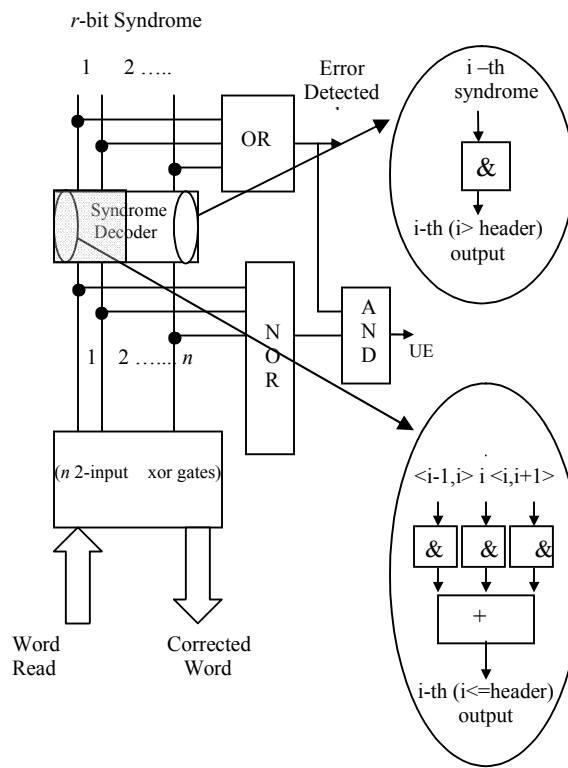 r-bit Syndrome
1 2 .....
Error
Detected
OR
i –th
syndrome
&
i-th (i> header)
output
Syndrome
Decoder
N
O
R
A
N
D
UE
1 2 ....... n
(n 2-input xor gates)
<i-1,i> i <i,i+1>
& & &
+
i-th (i<=header)
output
Word
Read
Corrected
Word